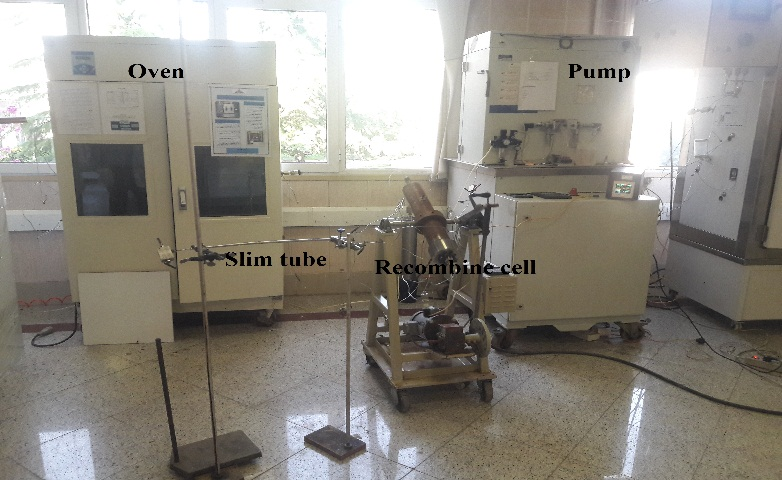 Oven
Pump
Slim tube
Recombine cell